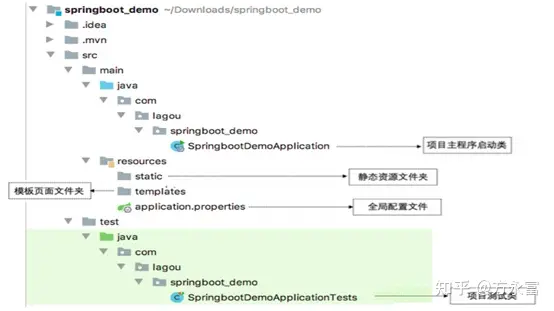 springboot_demo ~/Downloads/springboot_demo
.idea
.mvn
src
main
java
com
lagou
springboot_demo
SpringbootDemoApplication 项目主程序启动类
resources
static 静态资源文件夹
模板页面文件夹 templates
application.properties 全局配置文件
test
java
com
lagou
springboot_demo
SpringbootDemoApplicationTests 项目测试类
知乎 @方永富